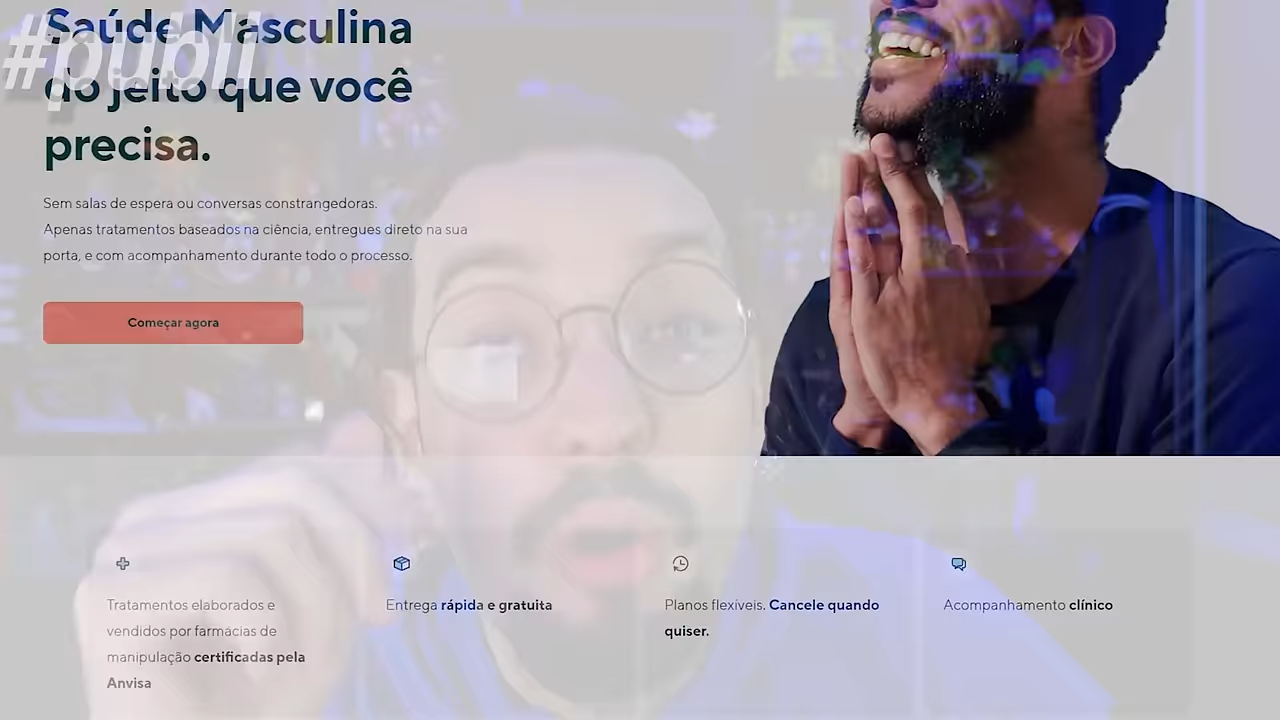 Saúde Masculina
#publi
do jeito que você
precisa.
Sem salas de espera ou conversas constrangedoras.
Apenas tratamentos baseados na ciência, entregues direto na sua
porta, e com acompanhamento durante todo o processo.
Começar agora
Tratamentos elaborados e
vendidos por farmácias de
manipulação certificadas pela
Anvisa
Entrega rápida e gratuita
Planos flexíveis. Cancele quando
quiser.
Acompanhamento clínico